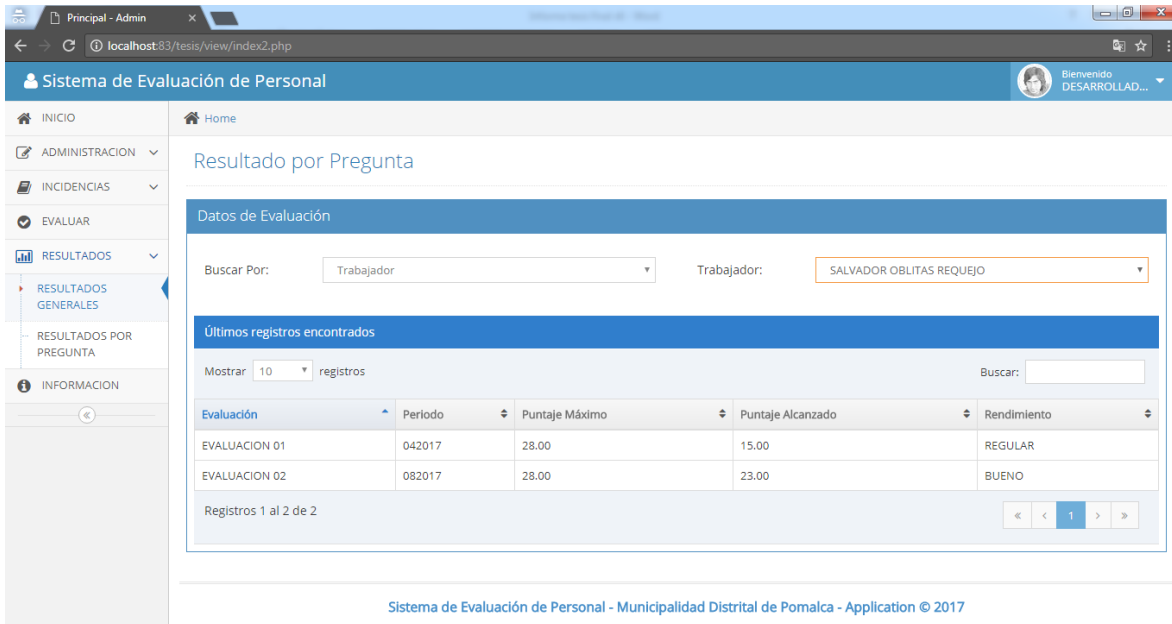 Principal - Admin
localhost:83/tesis/view/index2.php
Sistema de Evaluación de Personal
Bienvenido
DESARROLLAD...
INICIO
ADMINISTRACION
INCIDENCIAS
EVALUAR
RESULTADOS
RESULTADOS
GENERALES
RESULTADOS POR
PREGUNTA
INFORMACION
Home
Resultado por Pregunta
Datos de Evaluación
Buscar Por: Trabajador Trabajador: SALVADOR OBLITAS REQUEJO
Últimos registros encontrados
Mostrar 10 registros Buscar:
Evaluación Periodo Puntaje Máximo Puntaje Alcanzado Rendimiento
EVALUACION 01 042017 28.00 15.00 REGULAR
EVALUACION 02 082017 28.00 23.00 BUENO
Registros 1 al 2 de 2
« < 1 > »
Sistema de Evaluación de Personal - Municipalidad Distrital de Pomalca - Application © 2017